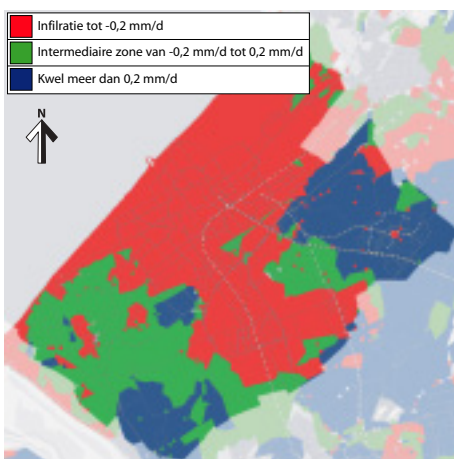 Infilratie tot -0,2 mm/d
Intermediaire zone van -0,2 mm/d tot 0,2 mm/d
Kwel meer dan 0,2 mm/d
N